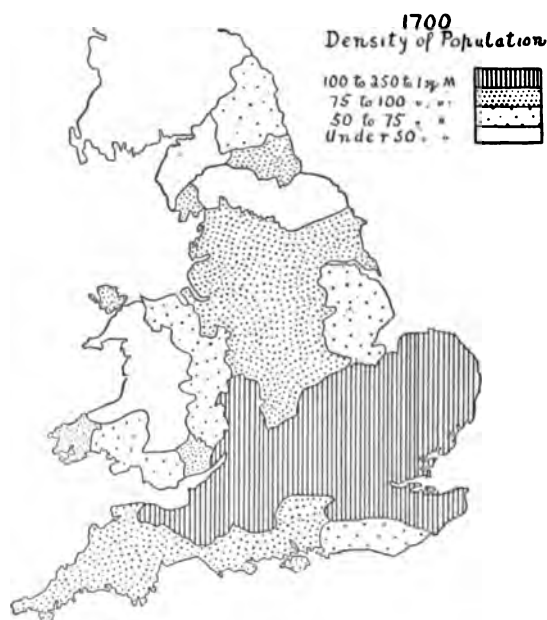 1700
Density of Population
100 to 250 to 1 sq M
75 to 100 " "
50 to 75 " "
Under 50 " "